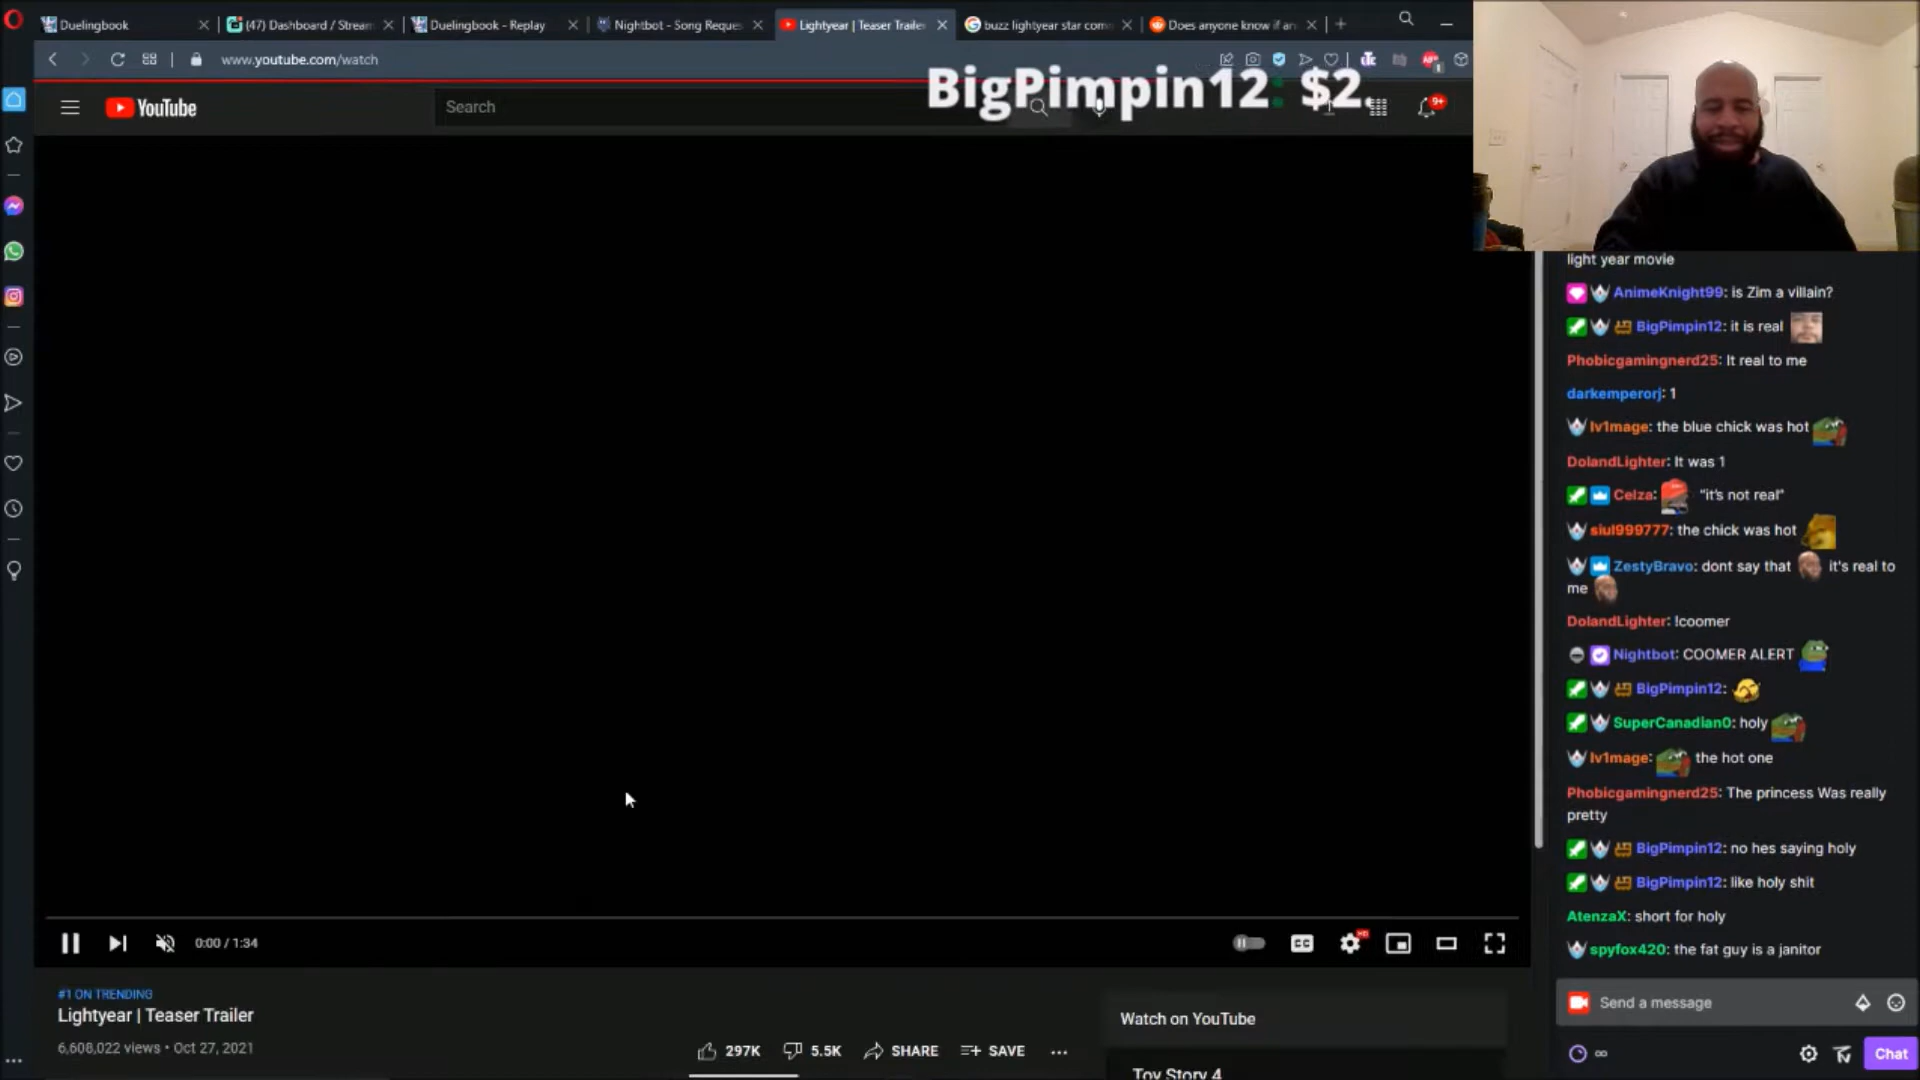 Duelingbook
(47) Dashboard / Stream
Duelingbook - Replay
Nightbot - Song Reques
Lightyear | Teaser Trailer
buzz lightyear star com
Does anyone know if an
www.youtube.com/watch
BigPimpin12: $2.
YouTube
Search
9+
light year movie
AnimeKnight99: is Zim a villain?
BigPimpin12: it is real
Phobicgamingnerd25: It real to me
darkemperorj: 1
lv1mage: the blue chick was hot
DolandLighter: It was 1
Celza: "it's not real"
siul999777: the chick was hot
ZestyBravo: dont say that it's real to
me
DolandLighter: !coomer
Nightbot: COOMER ALERT
BigPimpin12:
SuperCanadian0: holy
lv1mage: the hot one
Phobicgamingnerd25: The princess Was really
pretty
BigPimpin12: no hes saying holy
BigPimpin12: like holy shit
AtenzaX: short for holy
spyfox420: the fat guy is a janitor
0:00 / 1:34
CC
HD
#1 ON TRENDING
Lightyear | Teaser Trailer
6,608,022 views • Oct 27, 2021
297K
5.5K
SHARE
SAVE
Watch on YouTube
Toy Story 4
Send a message
Chat